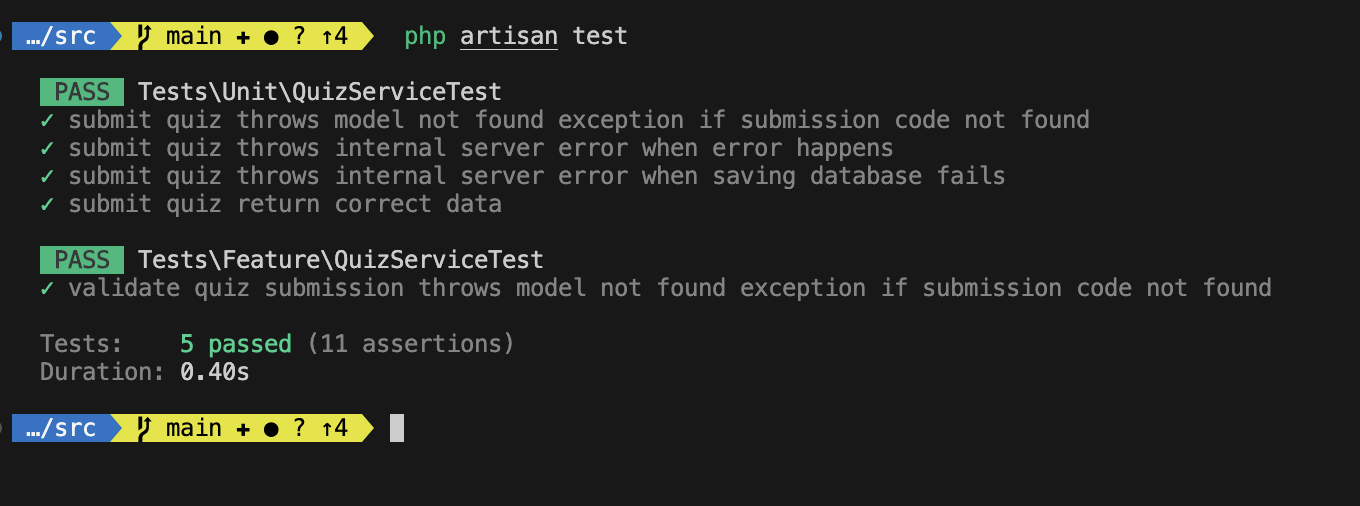 …/src main + ● ? ↑4 php artisan test
PASS Tests\Unit\QuizServiceTest
✓ submit quiz throws model not found exception if submission code not found
✓ submit quiz throws internal server error when error happens
✓ submit quiz throws internal server error when saving database fails
✓ submit quiz return correct data
PASS Tests\Feature\QuizServiceTest
✓ validate quiz submission throws model not found exception if submission code not found
Tests: 5 passed (11 assertions)
Duration: 0.40s
…/src main + ● ? ↑4